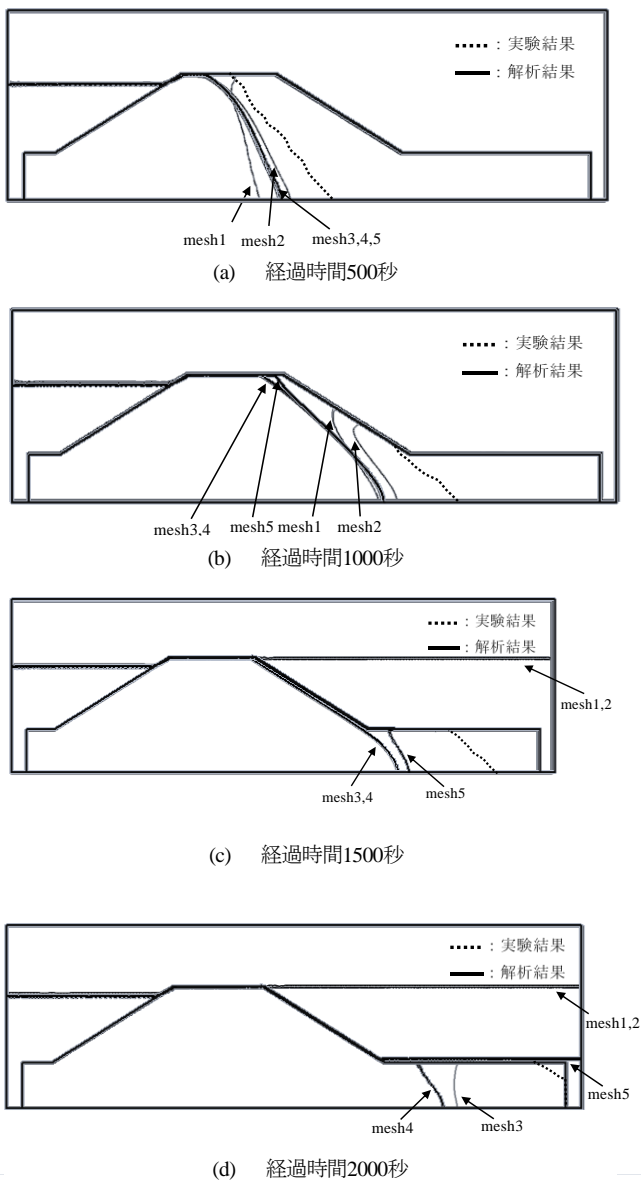 : 実験結果
: 解析結果
mesh1 mesh2 mesh3,4,5
(a) 経過時間500秒
: 実験結果
: 解析結果
mesh3,4 mesh5 mesh1 mesh2
(b) 経過時間1000秒
: 実験結果
: 解析結果
mesh1,2
mesh3,4 mesh5
(c) 経過時間1500秒
: 実験結果
: 解析結果
mesh1,2
mesh5
mesh4 mesh3
(d) 経過時間2000秒